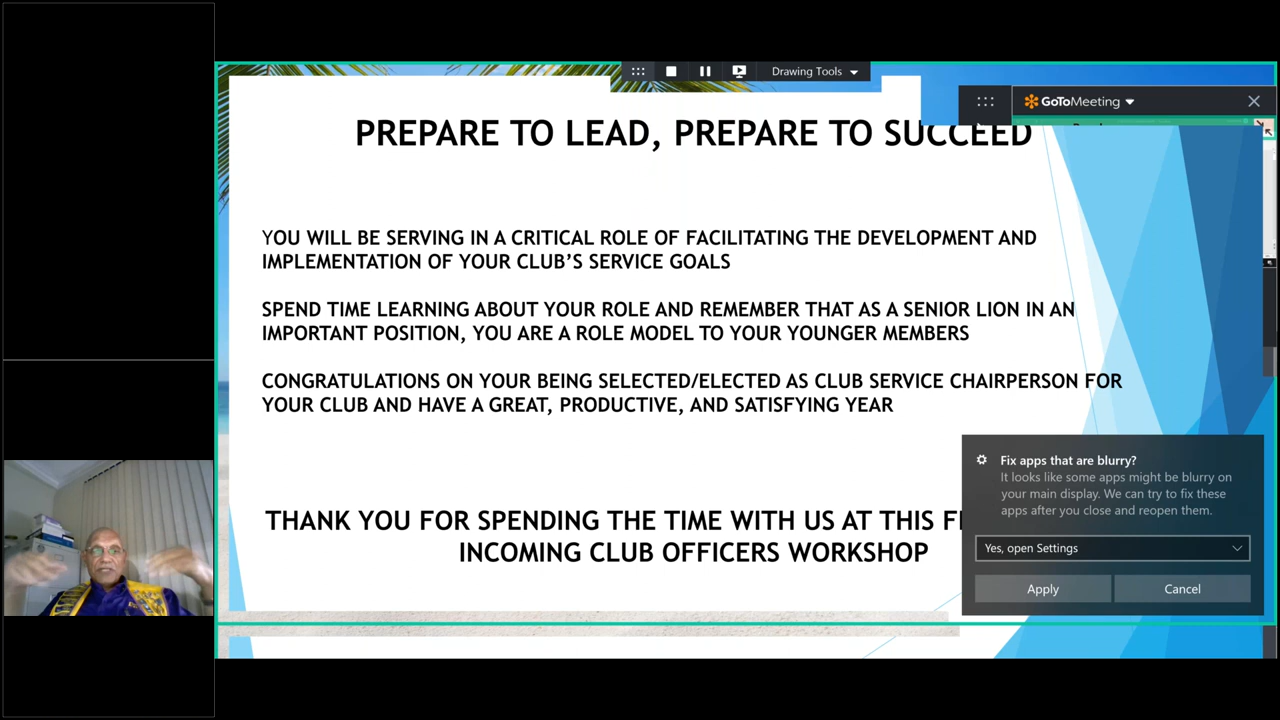 Drawing Tools
GoToMeeting
PREPARE TO LEAD, PREPARE TO SUCCEED
YOU WILL BE SERVING IN A CRITICAL ROLE OF FACILITATING THE DEVELOPMENT AND
IMPLEMENTATION OF YOUR CLUB’S SERVICE GOALS
SPEND TIME LEARNING ABOUT YOUR ROLE AND REMEMBER THAT AS A SENIOR LION IN AN
IMPORTANT POSITION, YOU ARE A ROLE MODEL TO YOUR YOUNGER MEMBERS
CONGRATULATIONS ON YOUR BEING SELECTED/ELECTED AS CLUB SERVICE CHAIRPERSON FOR
YOUR CLUB AND HAVE A GREAT, PRODUCTIVE, AND SATISFYING YEAR
THANK YOU FOR SPENDING THE TIME WITH US AT THIS
INCOMING CLUB OFFICERS WORKSHOP
Fix apps that are blurry?
It looks like some apps might be blurry on
your main display. We can try to fix these
apps after you close and reopen them.
Yes, open Settings
Apply
Cancel